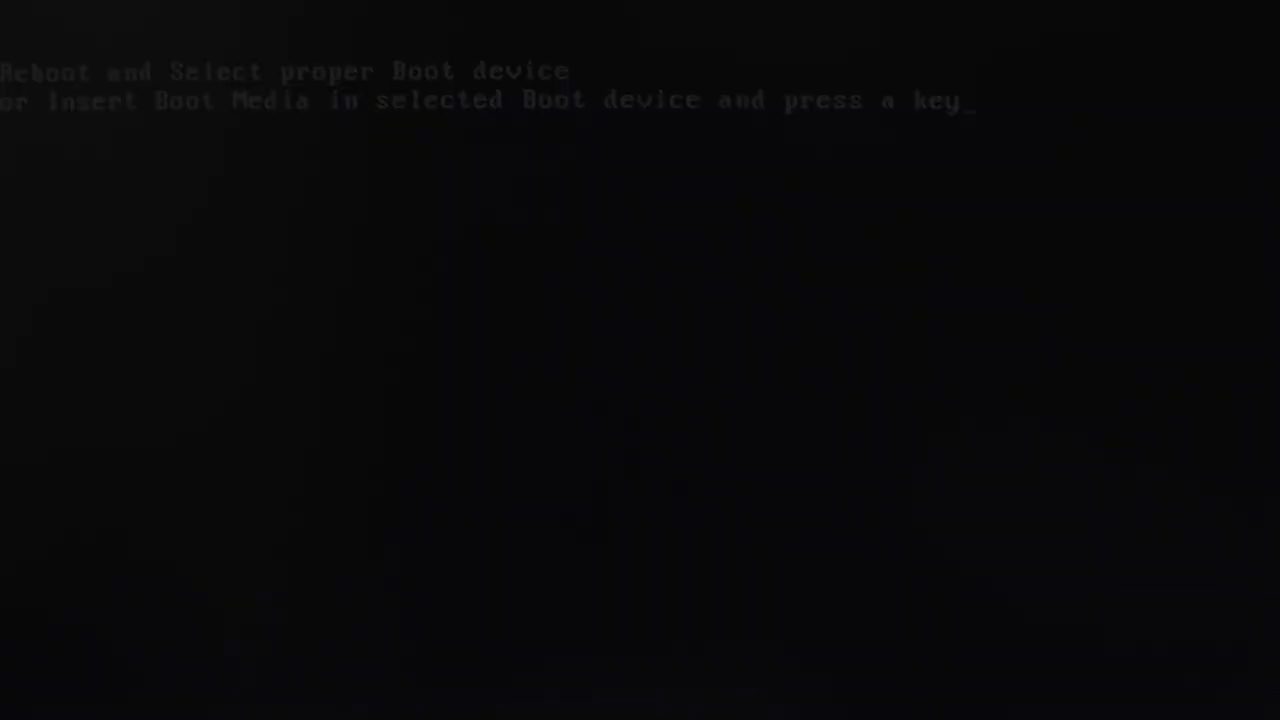 Reboot and Select proper Boot device
or Insert Boot Media in selected Boot device and press a key_